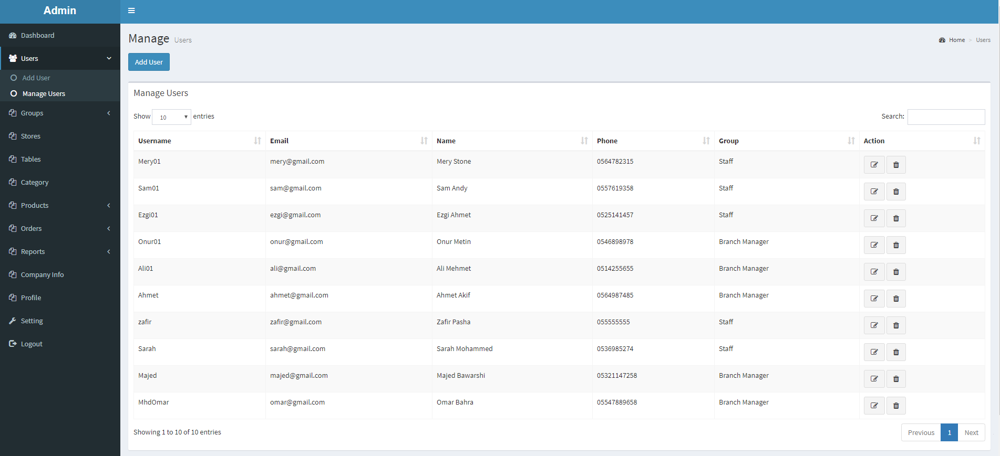 Admin
Dashboard
Users
Add User
Manage Users
Groups
Stores
Tables
Category
Products
Orders
Reports
Company Info
Profile
Setting
Logout
Manage Users
Home > Users
Add User
Manage Users
Show 10 entries
Search:
Username Email Name Phone Group Action
Mery01 mery@gmail.com Mery Stone 0564782315 Staff
Sam01 sam@gmail.com Sam Andy 0557619358 Staff
Ezgi01 ezgi@gmail.com Ezgi Ahmet 0525141457 Staff
Onur01 onur@gmail.com Onur Metin 0546898978 Branch Manager
Ali01 ali@gmail.com Ali Mehmet 0514255655 Branch Manager
Ahmet ahmet@gmail.com Ahmet Akif 0564987485 Branch Manager
zafir zafir@gmail.com Zafir Pasha 055555555 Staff
Sarah sarah@gmail.com Sarah Mohammed 0536985274 Staff
Majed majed@gmail.com Majed Bawarshi 05321147258 Branch Manager
MhdOmar omar@gmail.com Omar Bahra 05547889658 Branch Manager
Showing 1 to 10 of 10 entries
Previous 1 Next